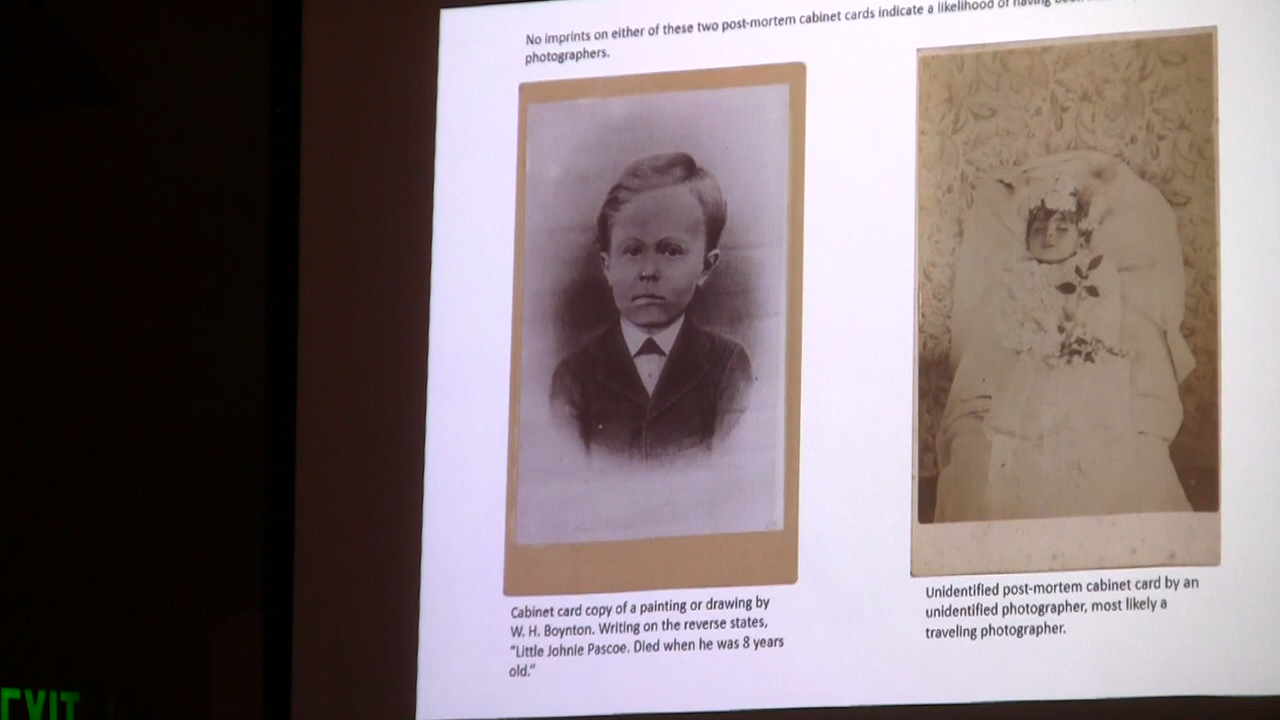 No imprints on either of these two post-mortem cabinet cards indicate a likelihood of having
photographers.
Cabinet card copy of a painting or drawing by
W. H. Boynton. Writing on the reverse states,
"Little Johnie Pascoe. Died when he was 8 years
old."
Unidentified post-mortem cabinet card by an
unidentified photographer, most likely a
traveling photographer.
EXIT